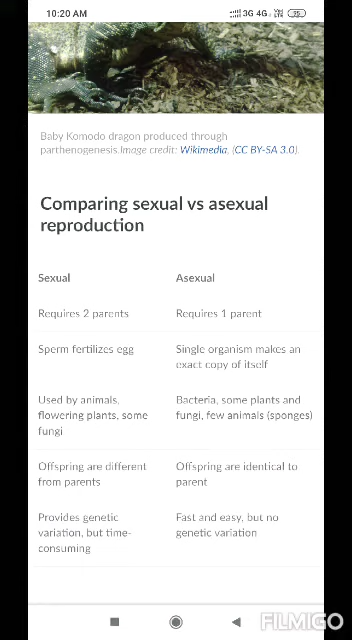 10:20 AM
3G 4G
25
Baby Komodo dragon produced through
parthenogenesis.Image credit: Wikimedia, (CC BY-SA 3.0).
Comparing sexual vs asexual
reproduction
Sexual
Asexual
Requires 2 parents
Requires 1 parent
Sperm fertilizes egg
Single organism makes an
exact copy of itself
Used by animals,
flowering plants, some
fungi
Bacteria, some plants and
fungi, few animals (sponges)
Offspring are different
from parents
Offspring are identical to
parent
Provides genetic
variation, but time-
consuming
Fast and easy, but no
genetic variation
FILMIGO